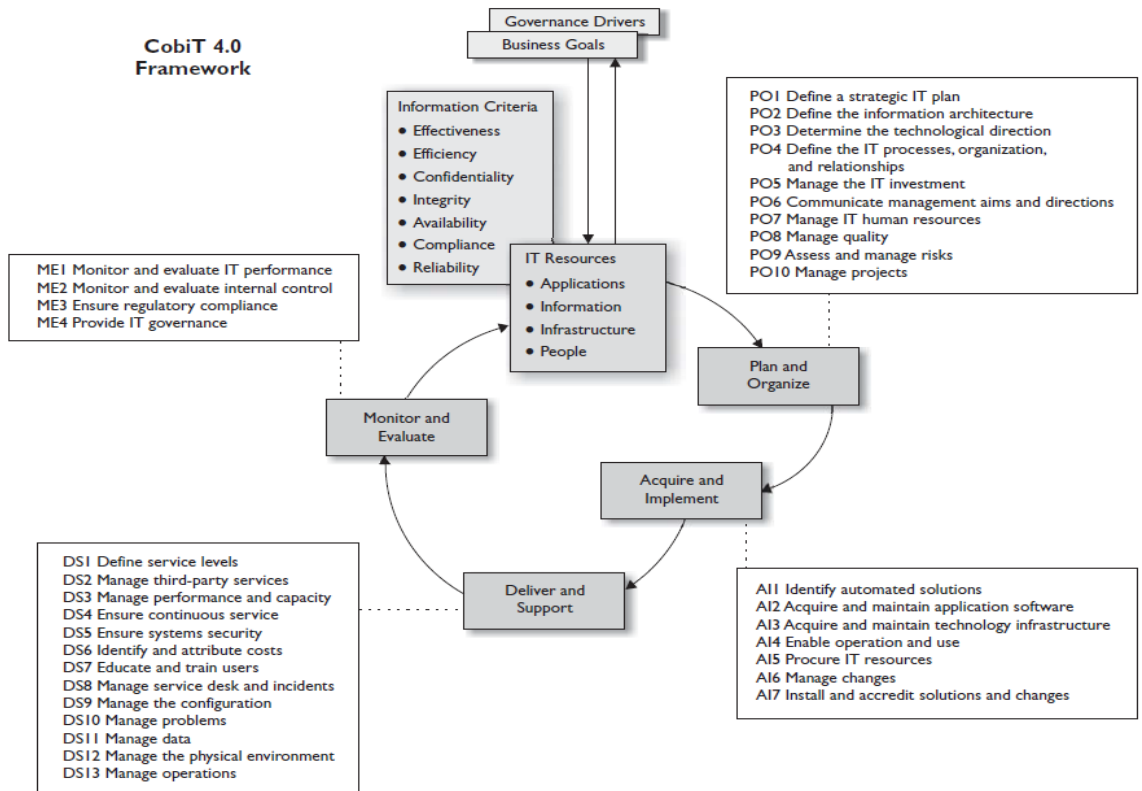 CobiT 4.0
Framework
Governance Drivers
Business Goals
Information Criteria
• Effectiveness
• Efficiency
• Confidentiality
• Integrity
• Availability
• Compliance
• Reliability
IT Resources
• Applications
• Information
• Infrastructure
• People
PO1 Define a strategic IT plan
PO2 Define the information architecture
PO3 Determine the technological direction
PO4 Define the IT processes, organization,
and relationships
PO5 Manage the IT investment
PO6 Communicate management aims and directions
PO7 Manage IT human resources
PO8 Manage quality
PO9 Assess and manage risks
PO10 Manage projects
ME1 Monitor and evaluate IT performance
ME2 Monitor and evaluate internal control
ME3 Ensure regulatory compliance
ME4 Provide IT governance
Plan and
Organize
Monitor and
Evaluate
Acquire and
Implement
Deliver and
Support
DS1 Define service levels
DS2 Manage third-party services
DS3 Manage performance and capacity
DS4 Ensure continuous service
DS5 Ensure systems security
DS6 Identify and attribute costs
DS7 Educate and train users
DS8 Manage service desk and incidents
DS9 Manage the configuration
DS10 Manage problems
DS11 Manage data
DS12 Manage the physical environment
DS13 Manage operations
AI1 Identify automated solutions
AI2 Acquire and maintain application software
AI3 Acquire and maintain technology infrastructure
AI4 Enable operation and use
AI5 Procure IT resources
AI6 Manage changes
AI7 Install and accredit solutions and changes